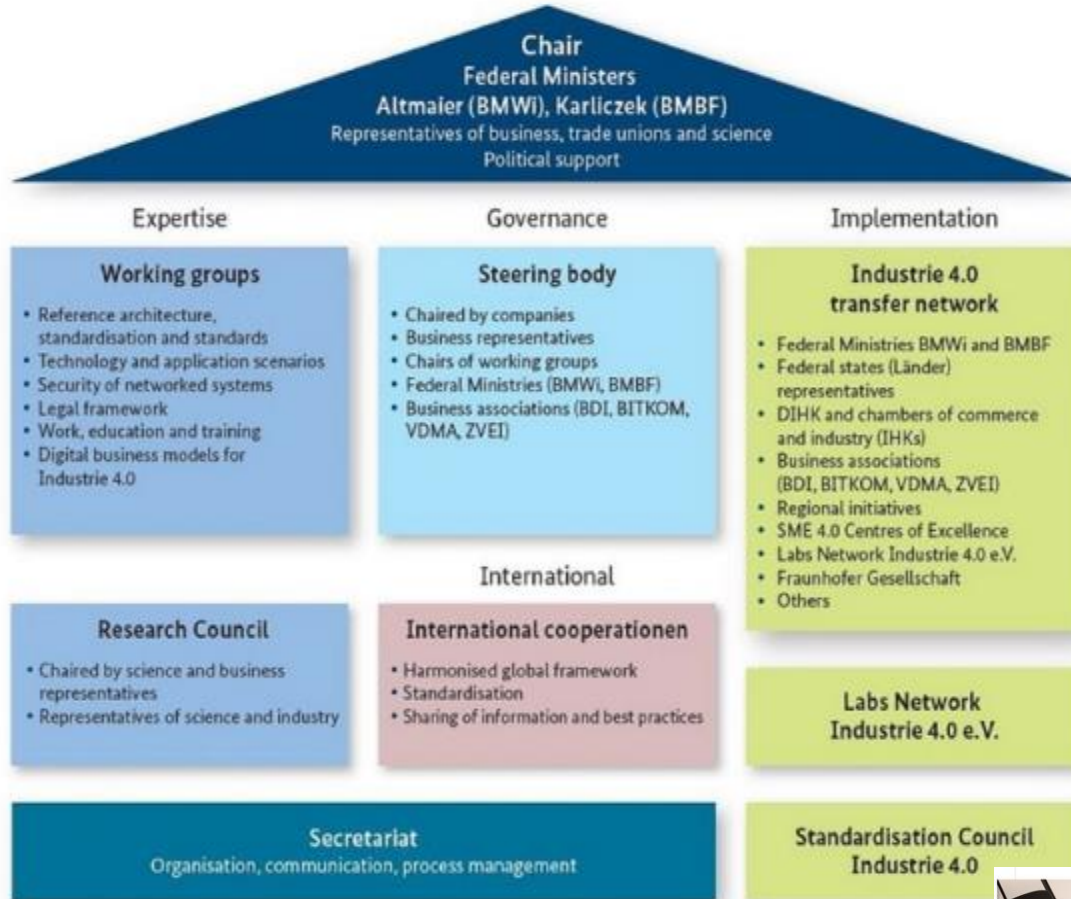 Chair
Federal Ministers
Altmaier (BMWi), Karliczek (BMBF)
Representatives of business, trade unions and science
Political support
Expertise
Working groups
• Reference architecture,
standardisation and standards
• Technology and application scenarios
• Security of networked systems
• Legal framework
• Work, education and training
• Digital business models for
Industrie 4.0
Research Council
• Chaired by science and business
representatives
• Representatives of science and industry
Governance
Steering body
• Chaired by companies
• Business representatives
• Chairs of working groups
• Federal Ministries (BMWi, BMBF)
• Business associations (BDI, BITKOM,
VDMA, ZVEI)
International
International cooperationen
• Harmonised global framework
• Standardisation
• Sharing of information and best practices
Implementation
Industrie 4.0
transfer network
• Federal Ministries BMWi and BMBF
• Federal states (Länder)
representatives
• DIHK and chambers of commerce
and industry (IHKs)
• Business associations
(BDI, BITKOM, VDMA, ZVEI)
• Regional initiatives
• SME 4.0 Centres of Excellence
• Labs Network Industrie 4.0 e.V.
• Fraunhofer Gesellschaft
• Others
Labs Network
Industrie 4.0 e.V.
Secretariat
Organisation, communication, process management
Standardisation Council
Industrie 4.0